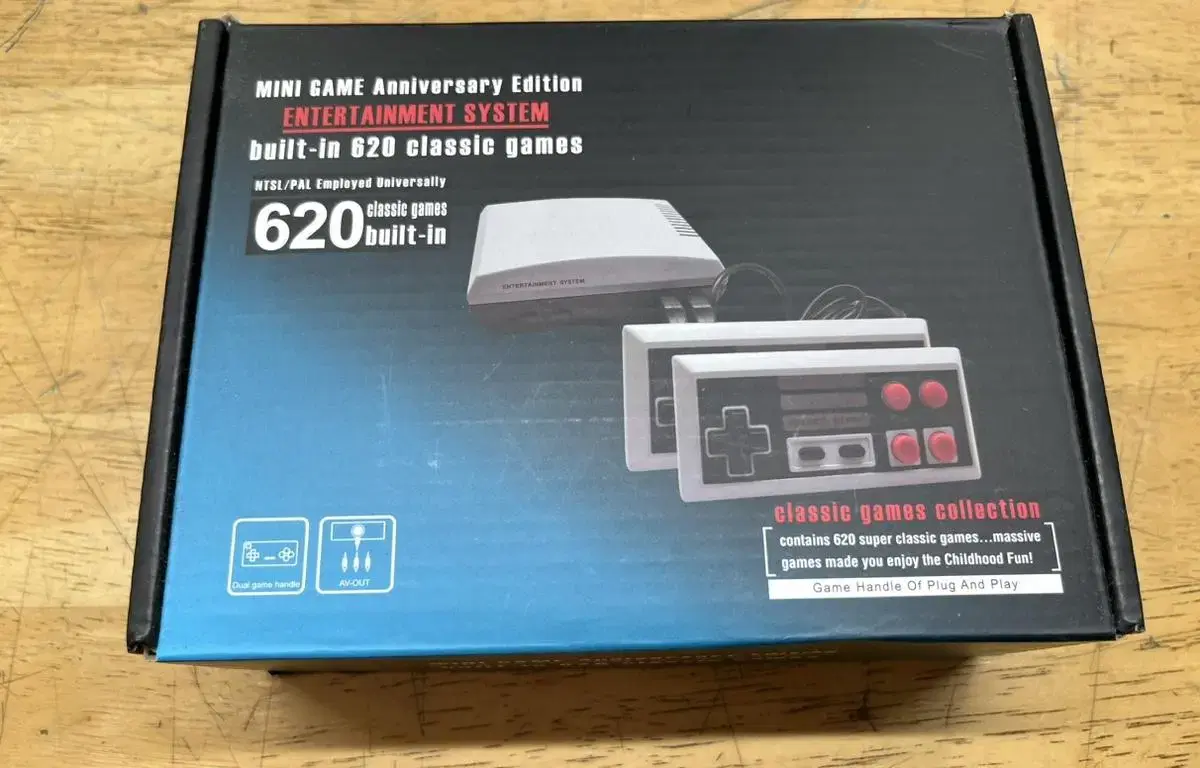 MINI GAME Anniversary Edition
ENTERTAINMENT SYSTEM
built-in 620 classic games
NTSL/PAL Employed Universally
620 classic games
built-in
ENTERTAINMENT SYSTEM
classic games collection
contains 620 super classic games...massive
games made you enjoy the Childhood Fun!
Game Handle Of Plug And Play
Dual game handle
AV-OUT